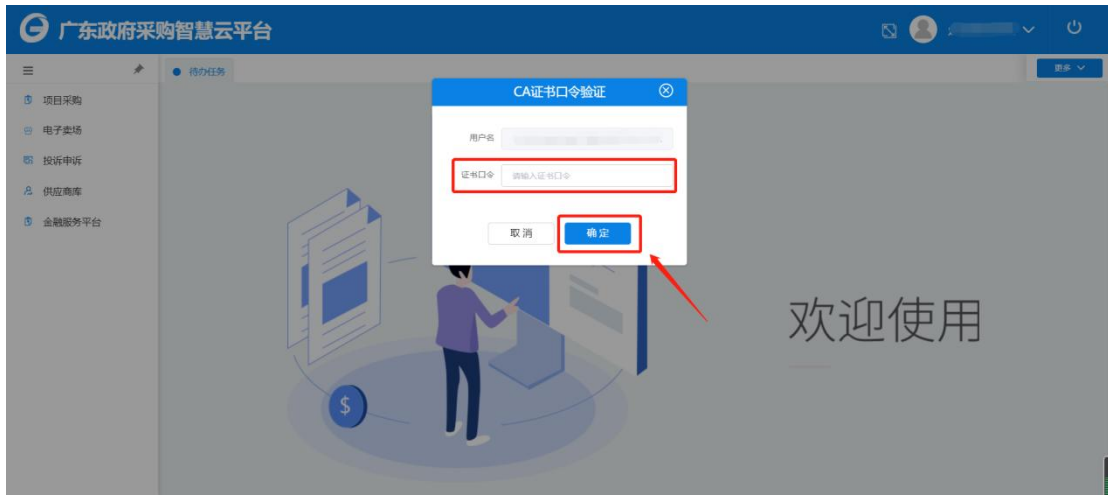 广东政府采购智慧云平台
待办任务
更多
项目采购
电子卖场
投诉申诉
供应商库
金融服务平台
CA证书口令验证
用户名
证书口令 请输入证书口令
取消 确定
欢迎使用
$